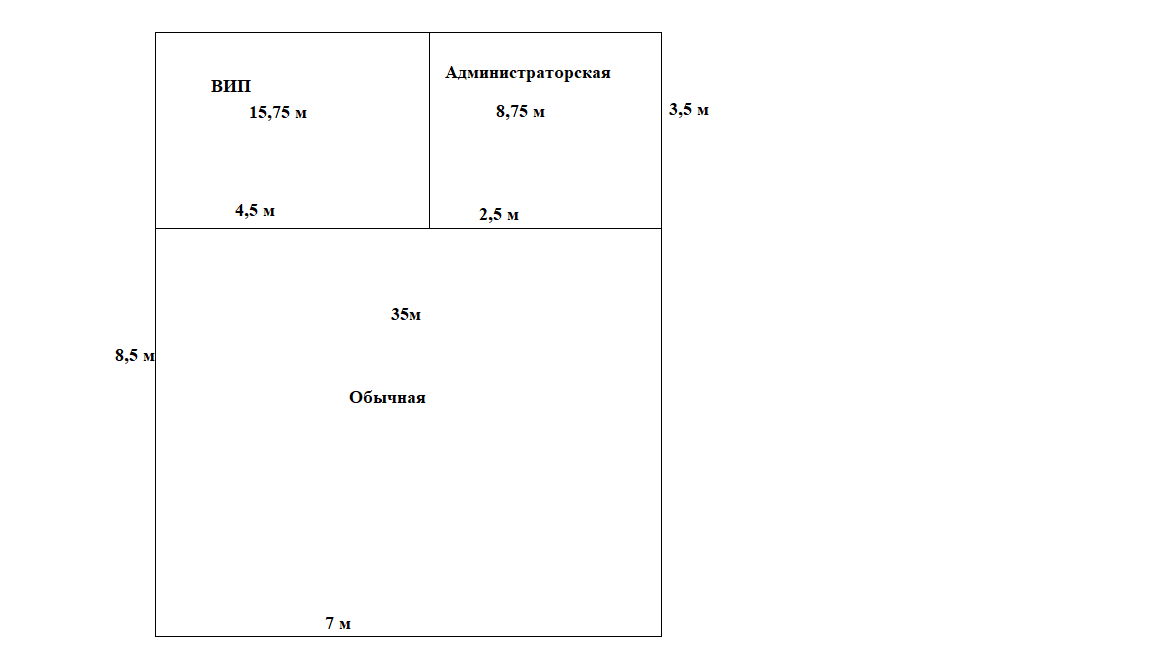 ВИП
15,75 м
Администраторская
8,75 м
3,5 м
4,5 м
2,5 м
35м
8,5 м
Обычная
7 м